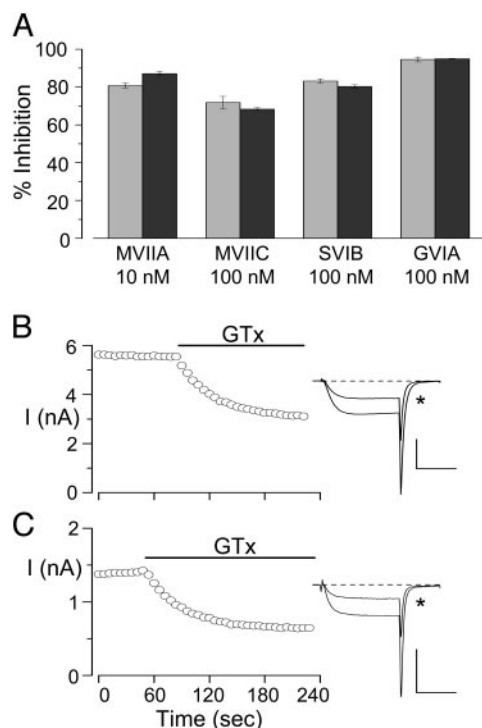 A
100
80
60
40
20
0
% Inhibition
MVIIA MVIIC SVIB GVIA
10 nM 100 nM 100 nM 100 nM
B
GTx
6
4
2
0
I (nA)
*
C
GTx
2
1
0
I (nA)
*
0 60 120 180 240
Time (sec)